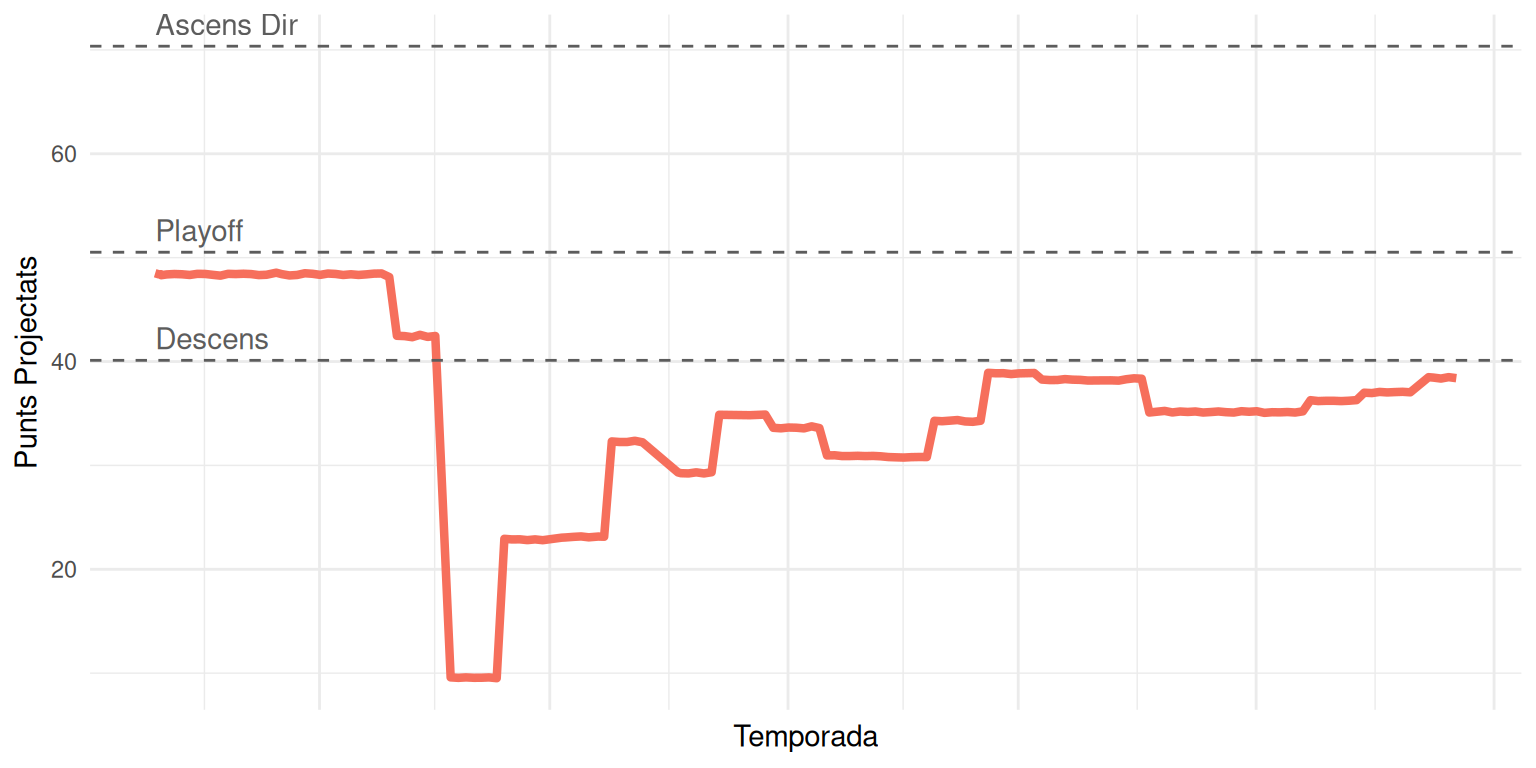 Ascens Dir
60
Playoff
Descens
40
20
Punts Projectats
Temporada